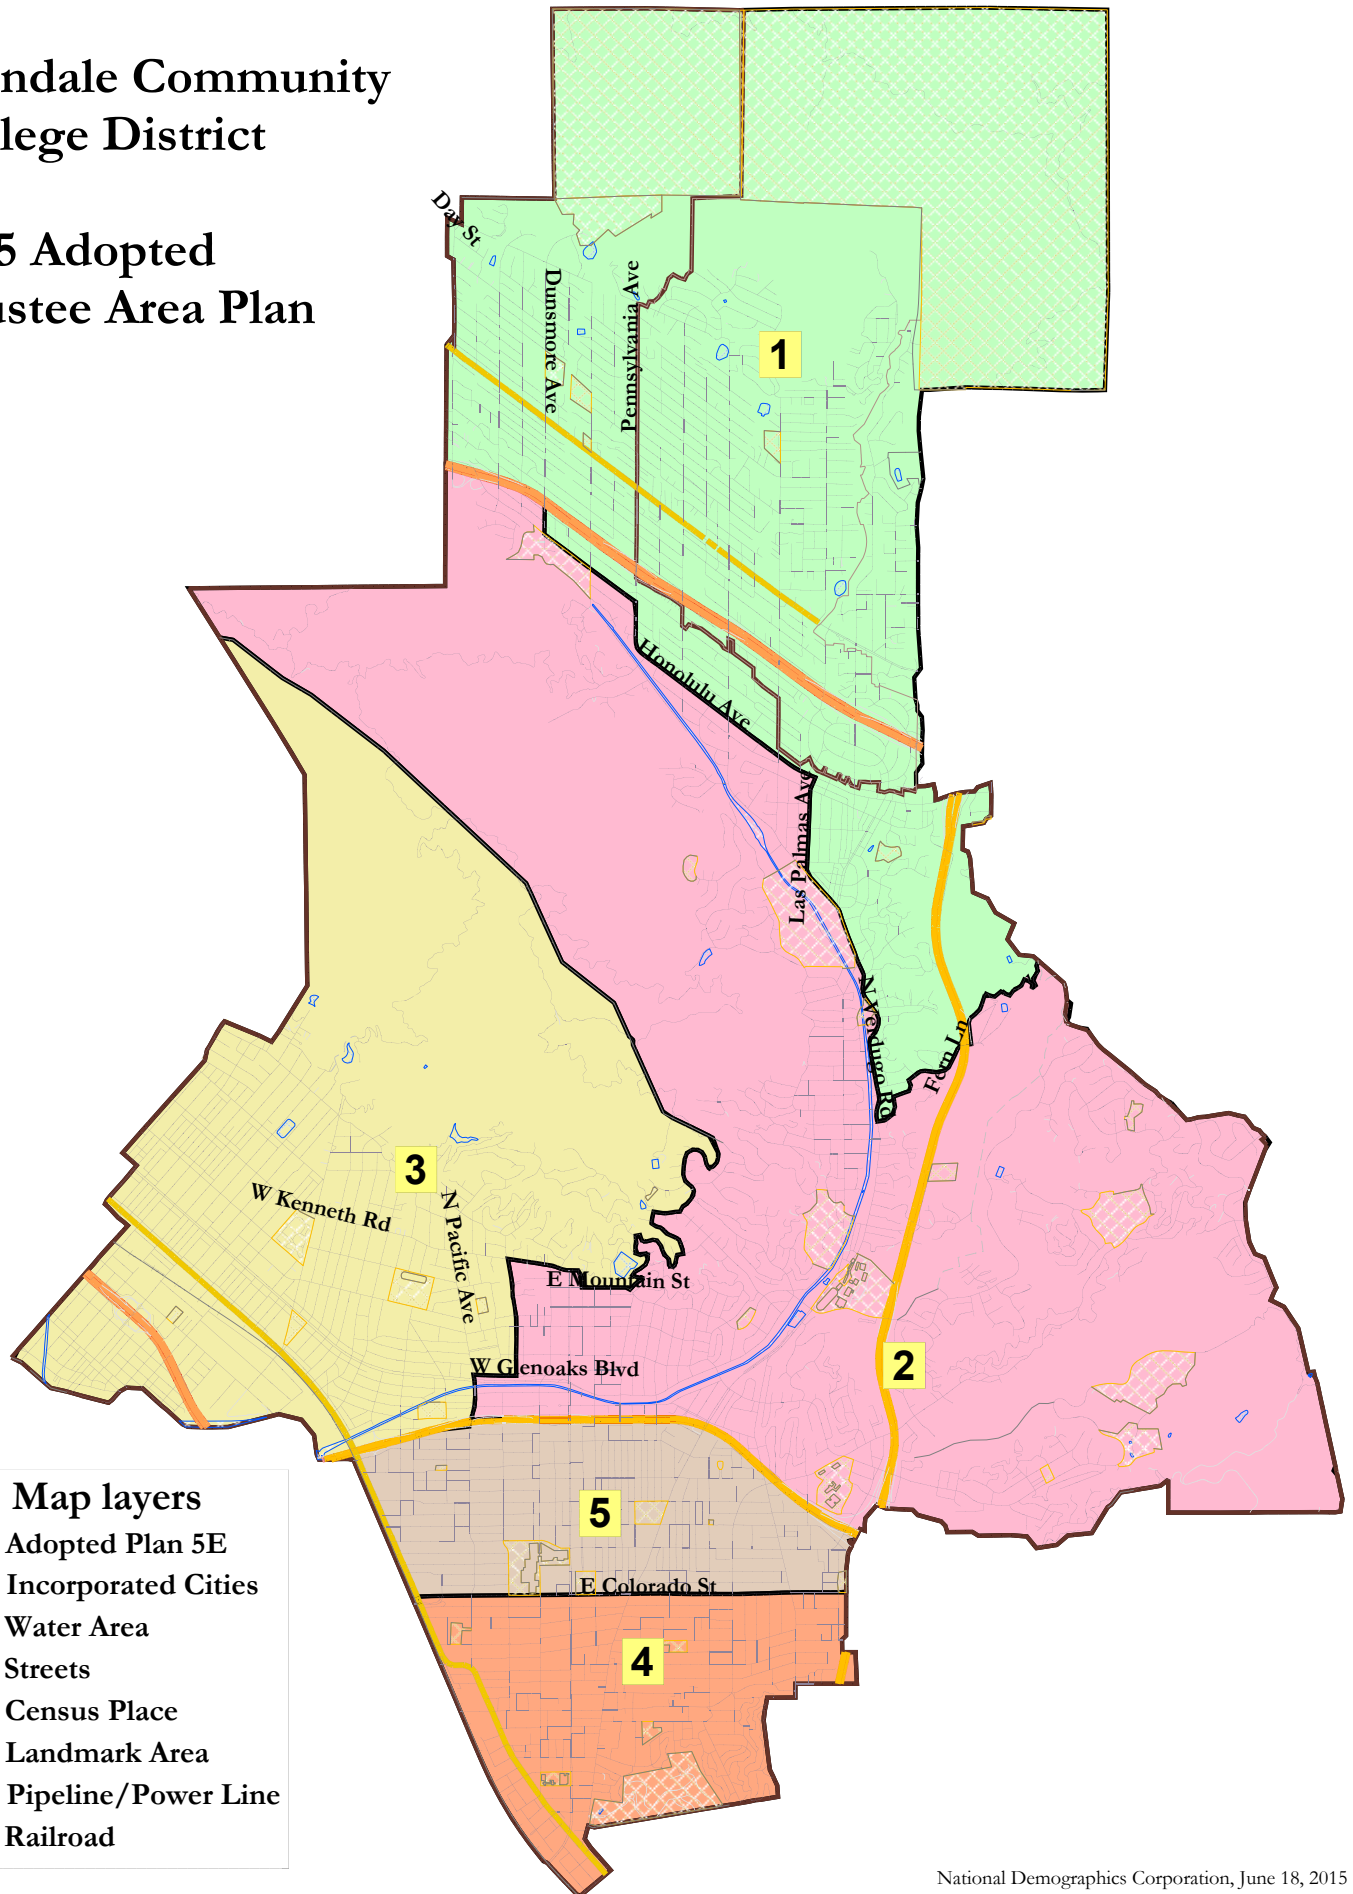 ndale Community
lege District
5 Adopted
ustee Area Plan
Day St
Dunsmore Ave
Pennsylvania Ave
1
Honolulu Ave
Las Palmas Ave
N Verdugo Rd
Fern Ln
3
W Kenneth Rd
N Pacific Ave
E Mountain St
W Glenoaks Blvd
2
5
E Colorado St
4
Map layers
Adopted Plan 5E
Incorporated Cities
Water Area
Streets
Census Place
Landmark Area
Pipeline/Power Line
Railroad
National Demographics Corporation, June 18, 2015